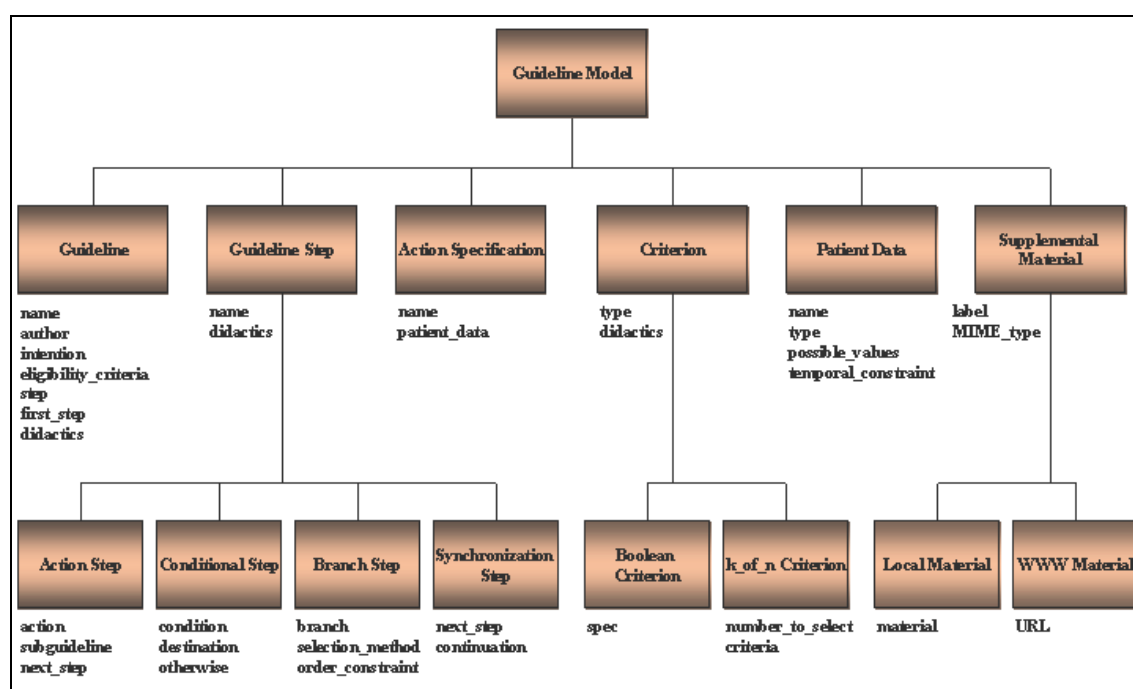 Guideline Model
Guideline
name
author
intention
eligibility_criteria
step
first_step
didactics
Guideline Step
name
didactics
Action Specification
name
patient_data
Criterion
type
didactics
Patient Data
name
type
possible_values
temporal_constraint
Supplemental
Material
label
MIME_type
Action Step
action
subguideline
next_step
Conditional Step
condition
destination
otherwise
Branch Step
branch
selection_method
order_constraint
Synchronization
Step
next_step
continuation
Boolean
Criterion
spec
k_of_n Criterion
number_to_select
criteria
Local Material
material
WWW Material
URL